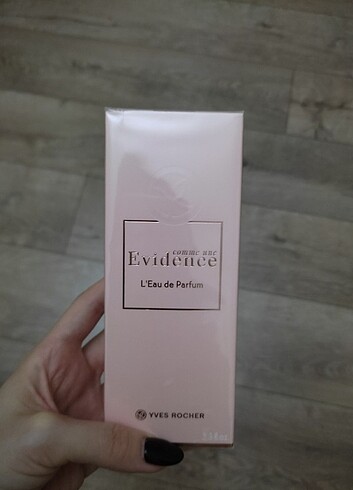 comme une
Evidence
L'Eau de Parfum
YVES ROCHER